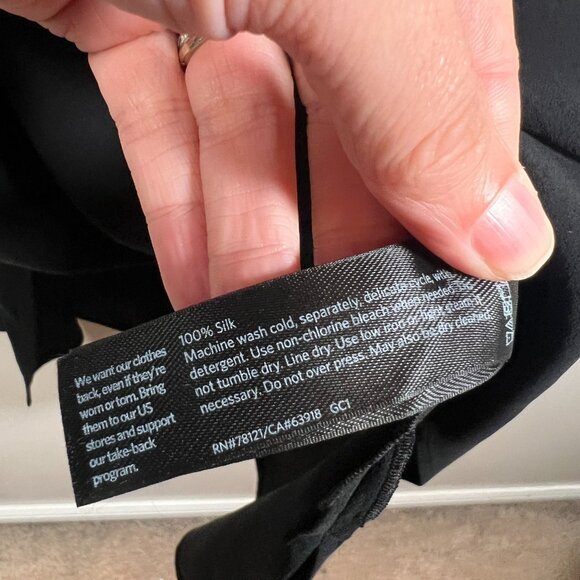 We want our clothes
back, even if they're
worn or torn. Bring
them to our US
stores and support
our take-back
program.
100% Silk
Machine wash cold, separately, delicate cycle, with
detergent. Use non-chlorine bleach often needed.
not tumble dry. Line dry. Use low iron or light steam if
necessary. Do not over press. May also be dry cleaned
RN#78121/CA#63918 GC1